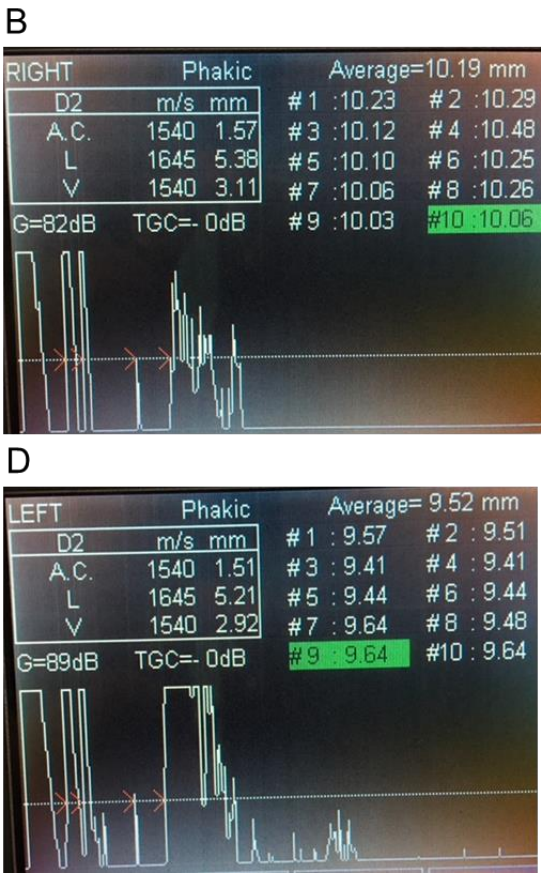 B
RIGHT Phakic Average=10.19 mm
D2 m/s mm #1 :10.23 #2 :10.29
A.C. 1540 1.57 #3 :10.12 #4 :10.48
L 1645 5.38 #5 :10.10 #6 :10.25
V 1540 3.11 #7 :10.06 #8 :10.26
G=82dB TGC=- 0dB #9 :10.03 #10 :10.06
D
LEFT Phakic Average= 9.52 mm
D2 m/s mm #1 : 9.57 #2 : 9.51
A.C. 1540 1.51 #3 : 9.41 #4 : 9.41
L 1645 5.21 #5 : 9.44 #6 : 9.44
V 1540 2.92 #7 : 9.64 #8 : 9.48
G=89dB TGC=- 0dB #9 : 9.64 #10 : 9.64